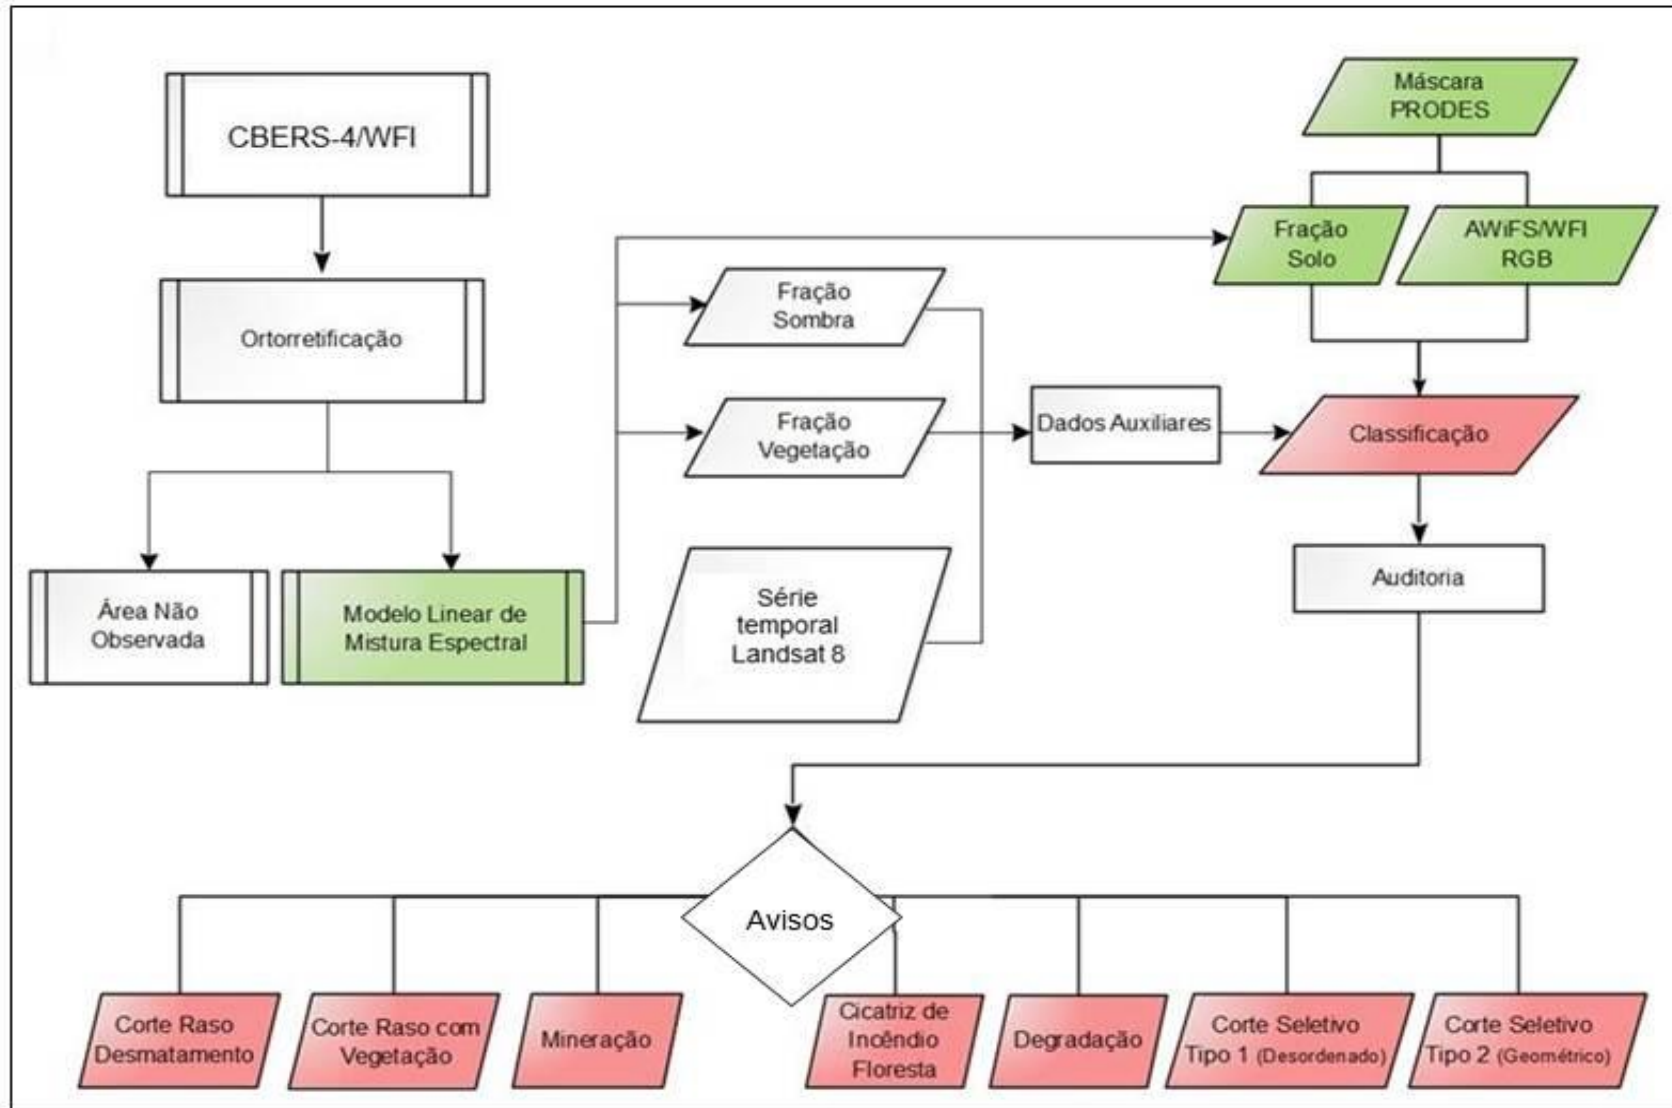 CBERS-4/WFI
Ortorretificação
Área Não
Observada
Modelo Linear de
Mistura Espectral
Fração
Sombra
Fração
Vegetação
Série
temporal
Landsat 8
Dados Auxiliares
Máscara
PRODES
Fração
Solo
AWiFS/WFI
RGB
Classificação
Auditoria
Avisos
Corte Raso
Desmatamento
Corte Raso com
Vegetação
Mineração
Cicatriz de
Incêndio
Floresta
Degradação
Corte Seletivo
Tipo 1 (Desordenado)
Corte Seletivo
Tipo 2 (Geométrico)